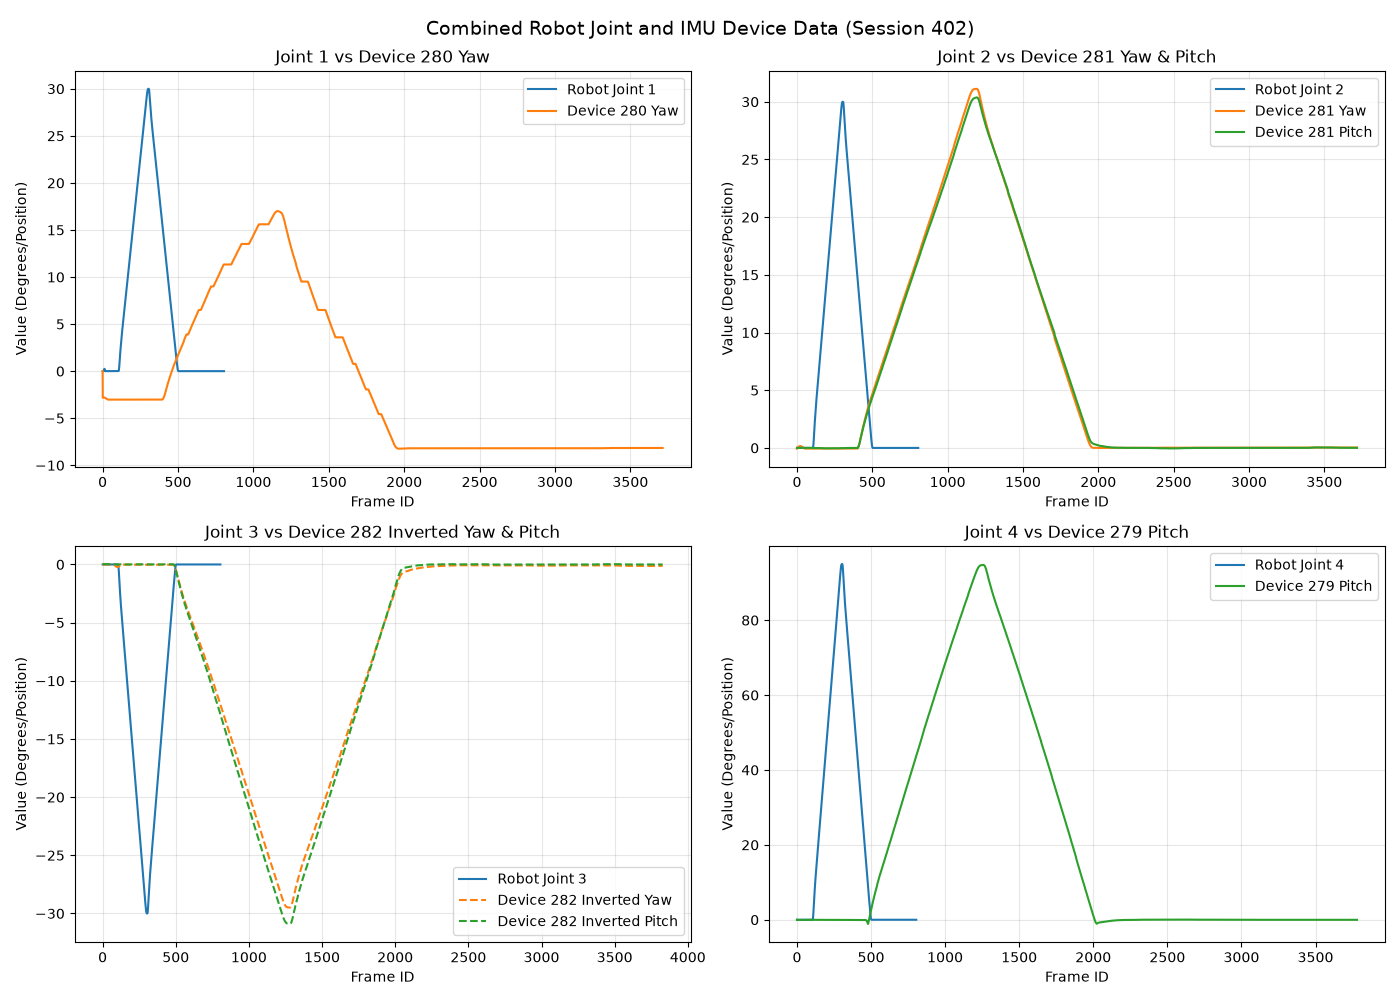 Combined Robot Joint and IMU Device Data (Session 402)
Joint 1 vs Device 280 Yaw
Value (Degrees/Position)
30
25
20
15
10
5
0
−5
−10
0 500 1000 1500 2000 2500 3000 3500
Frame ID
Robot Joint 1
Device 280 Yaw
Joint 2 vs Device 281 Yaw & Pitch
Value (Degrees/Position)
30
25
20
15
10
5
0
0 500 1000 1500 2000 2500 3000 3500
Frame ID
Robot Joint 2
Device 281 Yaw
Device 281 Pitch
Joint 3 vs Device 282 Inverted Yaw & Pitch
Value (Degrees/Position)
0
−5
−10
−15
−20
−25
−30
0 500 1000 1500 2000 2500 3000 3500 4000
Frame ID
Robot Joint 3
Device 282 Inverted Yaw
Device 282 Inverted Pitch
Joint 4 vs Device 279 Pitch
Value (Degrees/Position)
80
60
40
20
0
0 500 1000 1500 2000 2500 3000 3500
Frame ID
Robot Joint 4
Device 279 Pitch